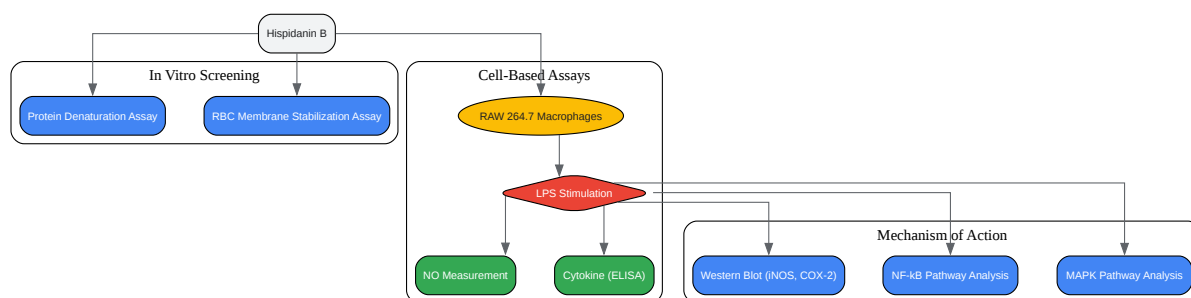 Hispidanin B
In Vitro Screening
Protein Denaturation Assay
RBC Membrane Stabilization Assay
Cell-Based Assays
RAW 264.7 Macrophages
LPS Stimulation
NO Measurement
Cytokine (ELISA)
Mechanism of Action
Western Blot (iNOS, COX-2)
NF-kB Pathway Analysis
MAPK Pathway Analysis